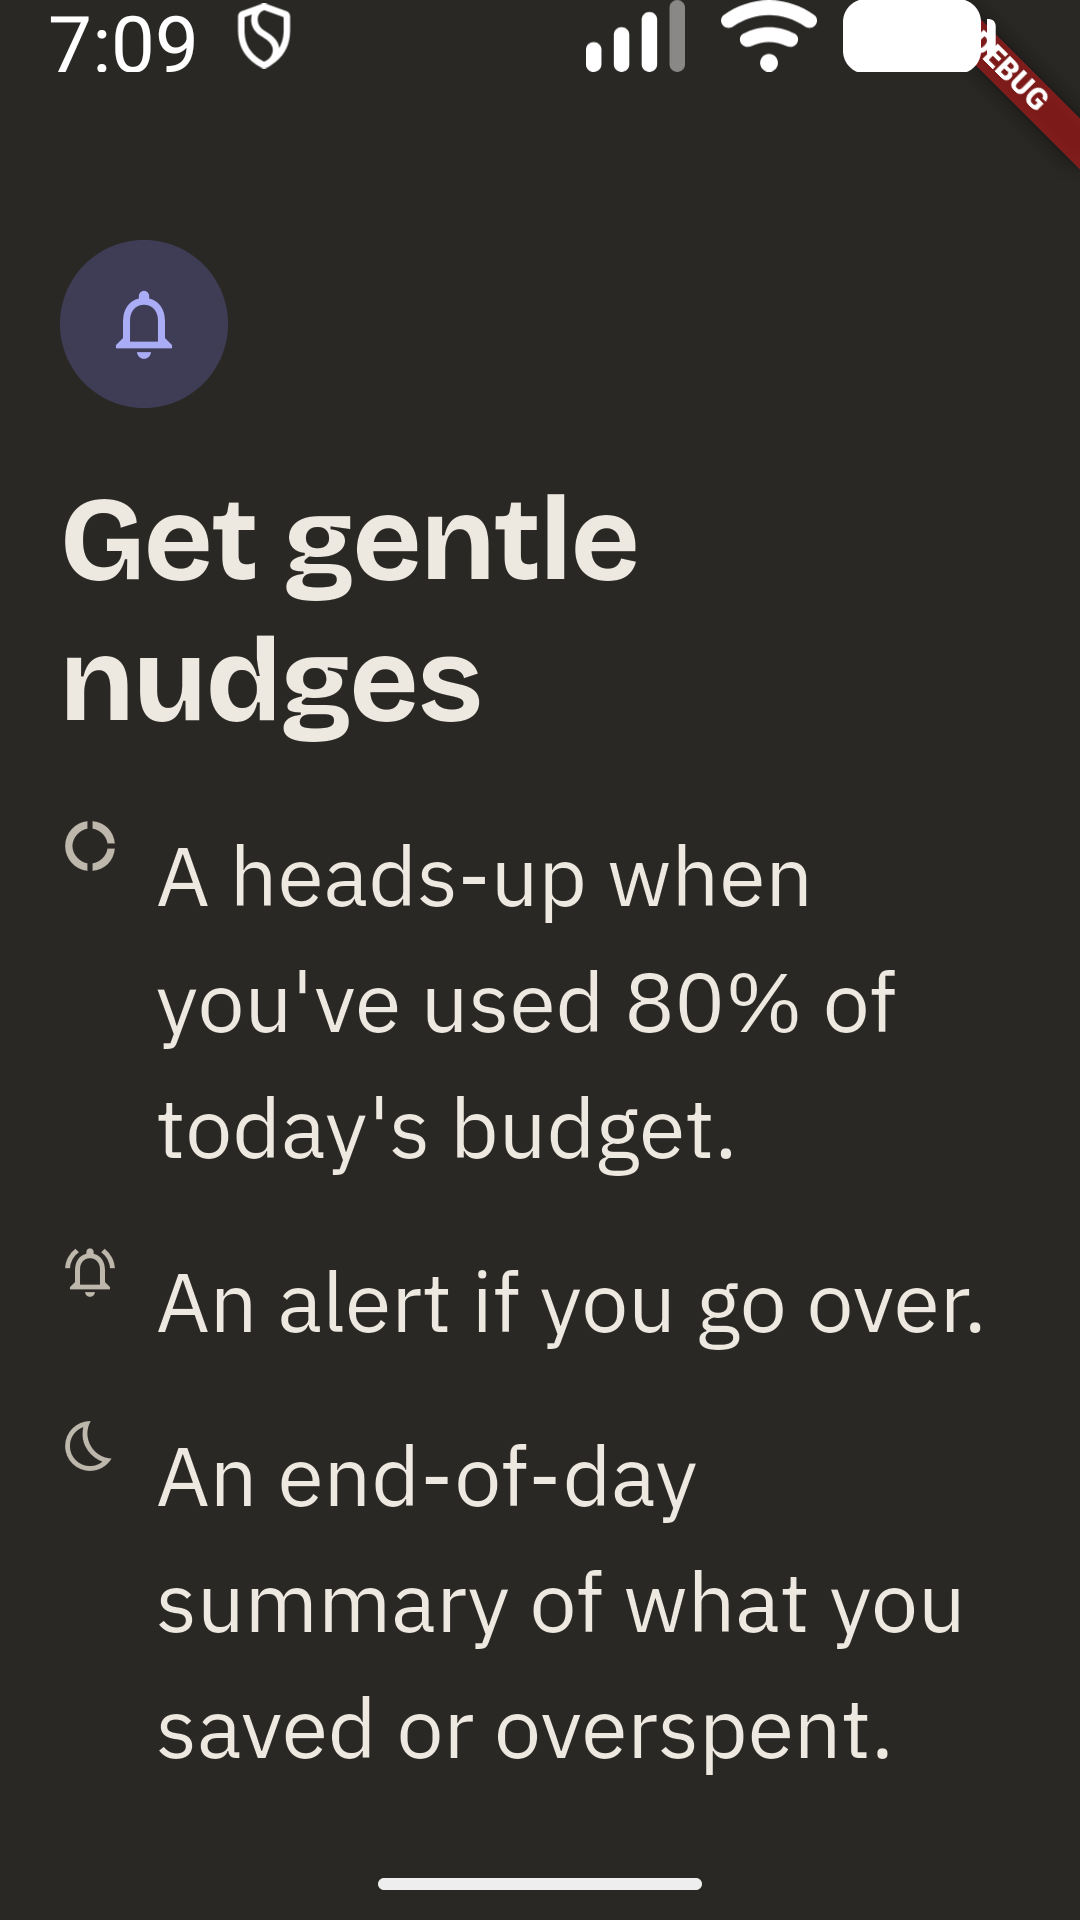 7:09
DEBUG
Get gentle
nudges
A heads-up when
you've used 80% of
today's budget.
An alert if you go over.
An end-of-day
summary of what you
saved or overspent.